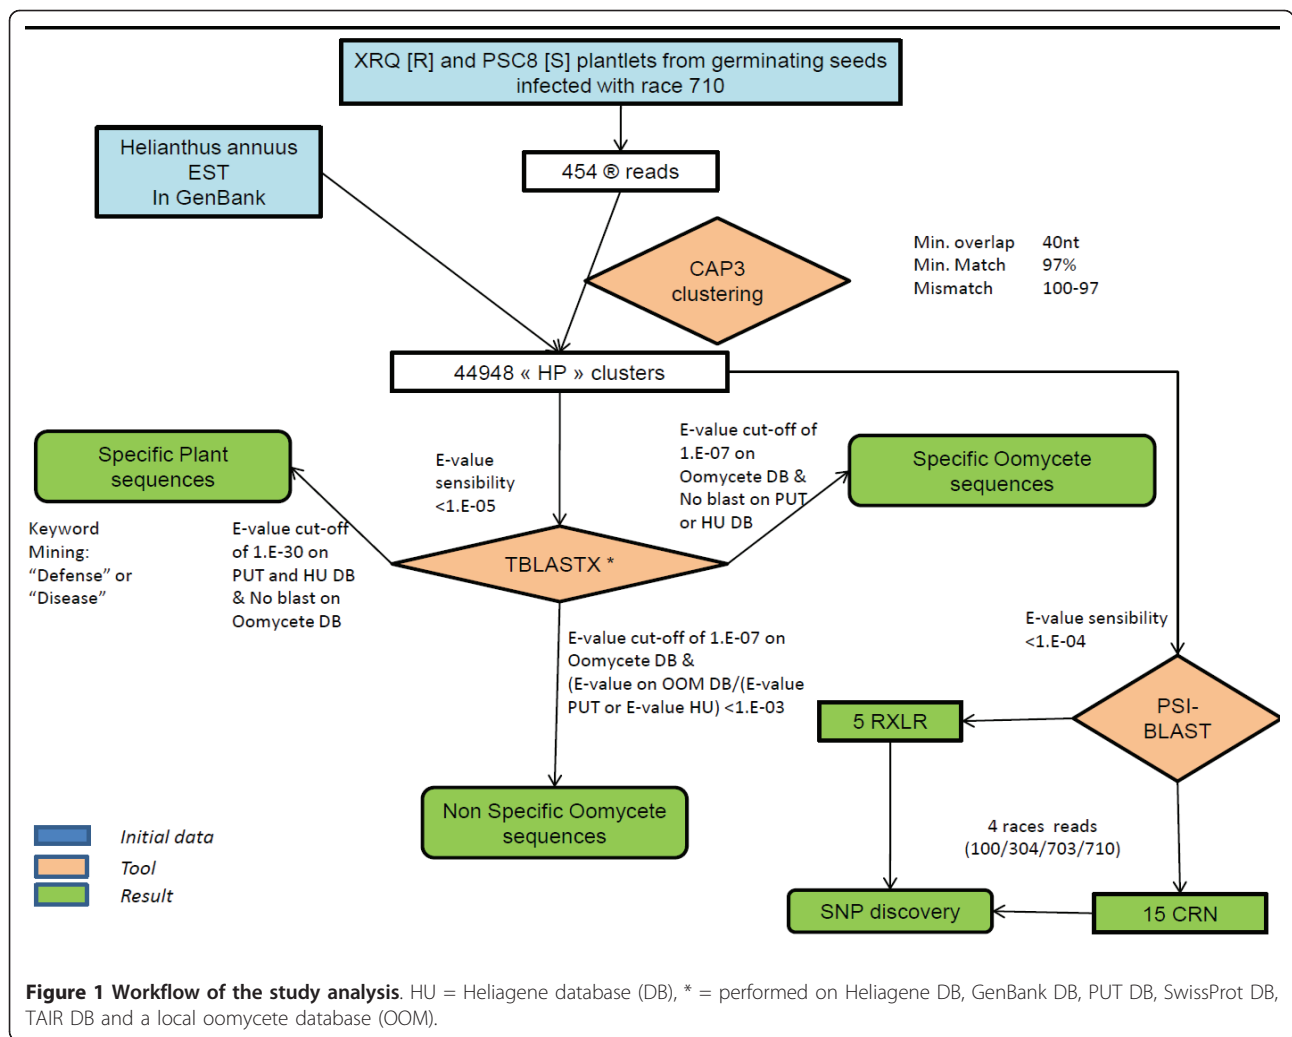 XRQ [R] and PSC8 [S] plantlets from germinating seeds
infected with race 710
Helianthus annuus
EST
In GenBank
454 ® reads
CAP3
clustering
Min. overlap 40nt
Min. Match 97%
Mismatch 100-97
44948 « HP » clusters
Specific Plant
sequences
E-value
sensibility
<1.E-05
E-value cut-off of
1.E-07 on
Oomycete DB &
No blast on PUT
or HU DB
Specific Oomycete
sequences
Keyword
Mining:
“Defense” or
“Disease”
E-value cut-off
of 1.E-30 on
PUT and HU DB
& No blast on
Oomycete DB
TBLASTX *
E-value sensibility
<1.E-04
E-value cut-off of 1.E-07 on
Oomycete DB &
(E-value on OOM DB/(E-value
PUT or E-value HU) <1.E-03
PSI-
BLAST
5 RXLR
Non Specific Oomycete
sequences
4 races reads
(100/304/703/710)
SNP discovery
15 CRN
Initial data
Tool
Result
Figure 1 Workflow of the study analysis. HU = Heliagene database (DB), * = performed on Heliagene DB, GenBank DB, PUT DB, SwissProt DB,
TAIR DB and a local oomycete database (OOM).